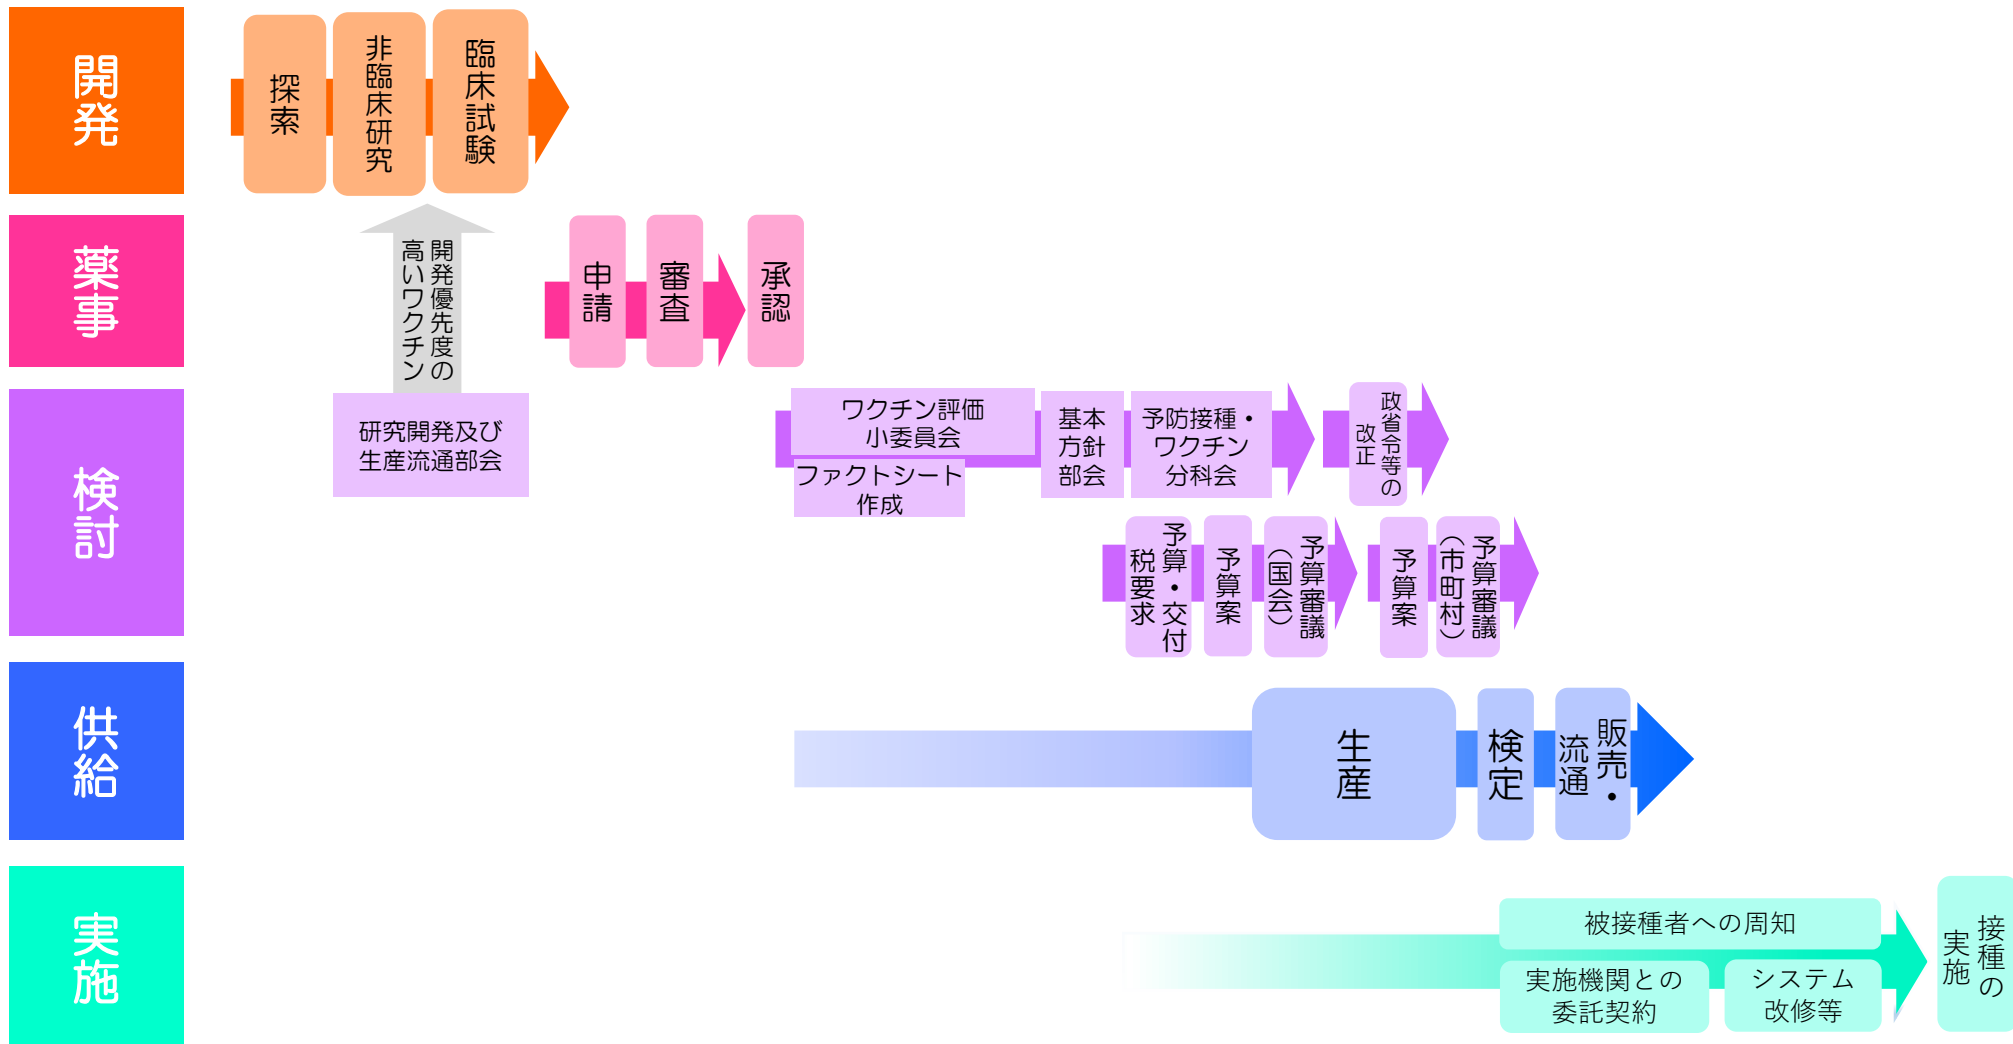 開発
探索
非臨床研究
臨床試験
薬事
開発優先度の
高いワクチン
申請
審査
承認
検討
研究開発及び
生産流通部会
ワクチン評価
小委員会
ファクトシート
作成
基本
方針
部会
予防接種・
ワクチン
分科会
政省令等の
改正
予算・交付
税要求
予算案
予算審議
（国会）
予算案
予算審議
（市町村）
供給
生産
検定
販売・
流通
実施
被接種者への周知
実施機関との
委託契約
システム
改修等
接種の
実施